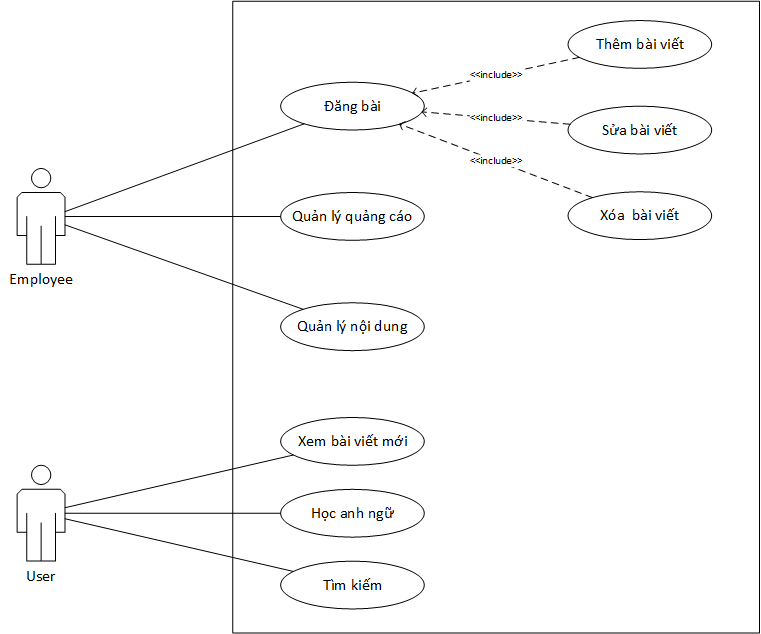 Thêm bài viết
<<include>>
Đăng bài
<<include>>
Sửa bài viết
<<include>>
Quản lý quảng cáo
Xóa  bài viết
Employee
Quản lý nội dung
Xem bài viết mới
Học anh ngữ
User
Tìm kiếm